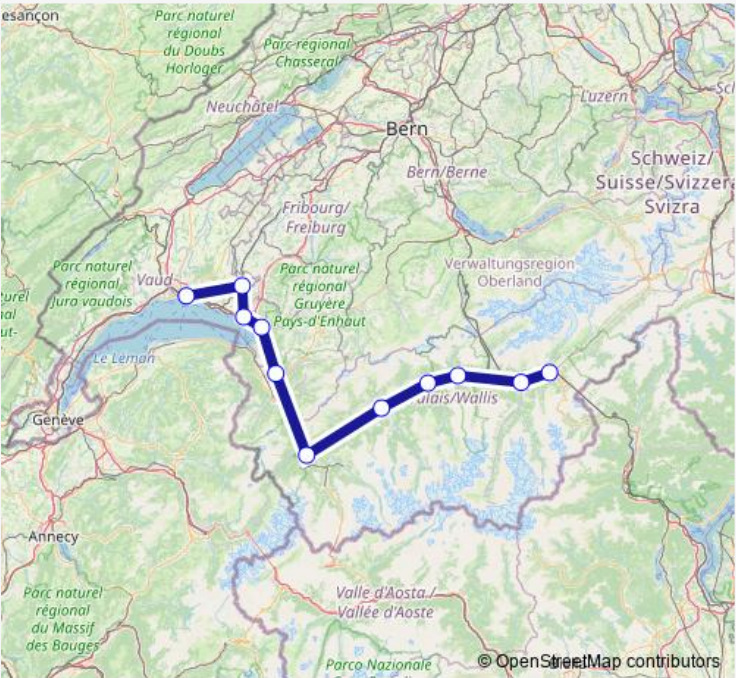 esançon
Parc naturel
régional
du Doubs
Horloger
Parc régional
Chasseral
Neuchâtel
Bern
Luzern
Bern/Berne
Schweiz/
Suisse/Svizzera/
Svizra
Fribourg/
Freiburg
Parc naturel
régional
Jura vaudois
Vaud
Parc naturel
régional
Gruyère
Pays-d'Enhaut
Verwaltungsregion
Oberland
Le Léman
Genève
alais/Wallis
Annecy
Parc naturel
régional
du Massif
des Bauges
Valle d'Aosta /
Vallée d'Aoste
Parco Nazionale
© OpenStreetMap contributors